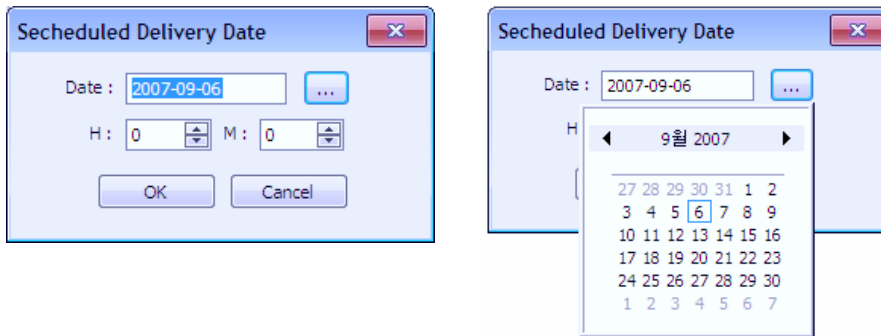 Secheduled Delivery Date
Date : 2007-09-06 ...
H : 0 M : 0
OK Cancel
Secheduled Delivery Date
Date : 2007-09-06 ...
H
9월 2007
27 28 29 30 31 1 2
3 4 5 6 7 8 9
10 11 12 13 14 15 16
17 18 19 20 21 22 23
24 25 26 27 28 29 30
1 2 3 4 5 6 7